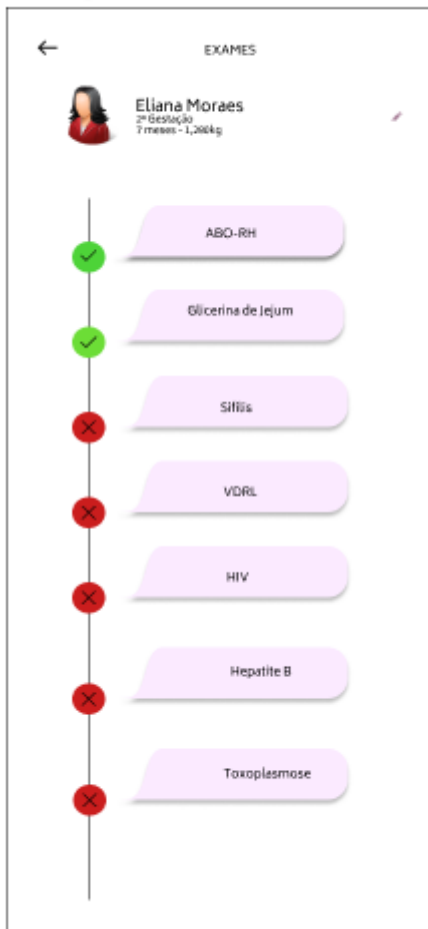 EXAMES
Eliana Moraes
2ª Gestação
7 meses - 1,280kg
ABO-RH
Glicerina de Jejum
Sífilis
VDRL
HIV
Hepatite B
Toxoplasmose